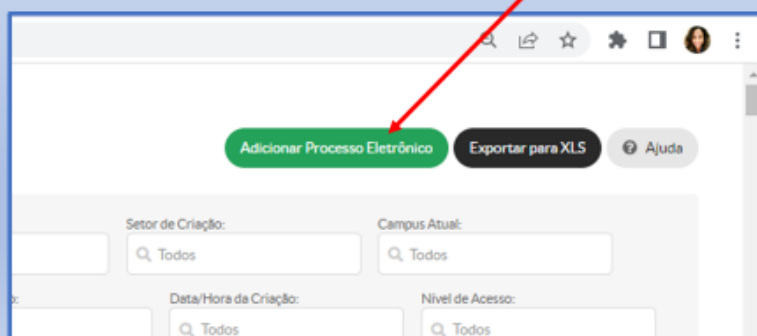 Adicionar Processo Eletrônico Exportar para XLS Ajuda
Setor de Criação: Campus Atual:
Todos Todos
o: Data/Hora da Criação: Nível de Acesso:
Todos Todos